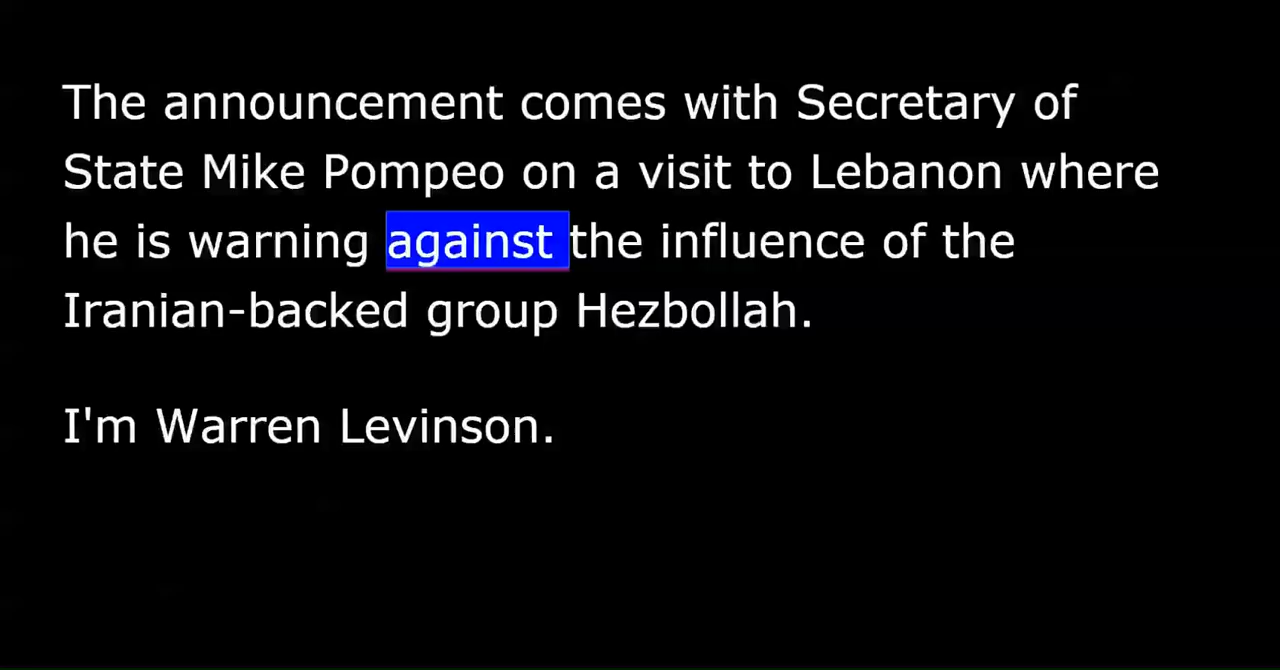 The announcement comes with Secretary of
State Mike Pompeo on a visit to Lebanon where
he is warning against the influence of the
Iranian-backed group Hezbollah.
I'm Warren Levinson.